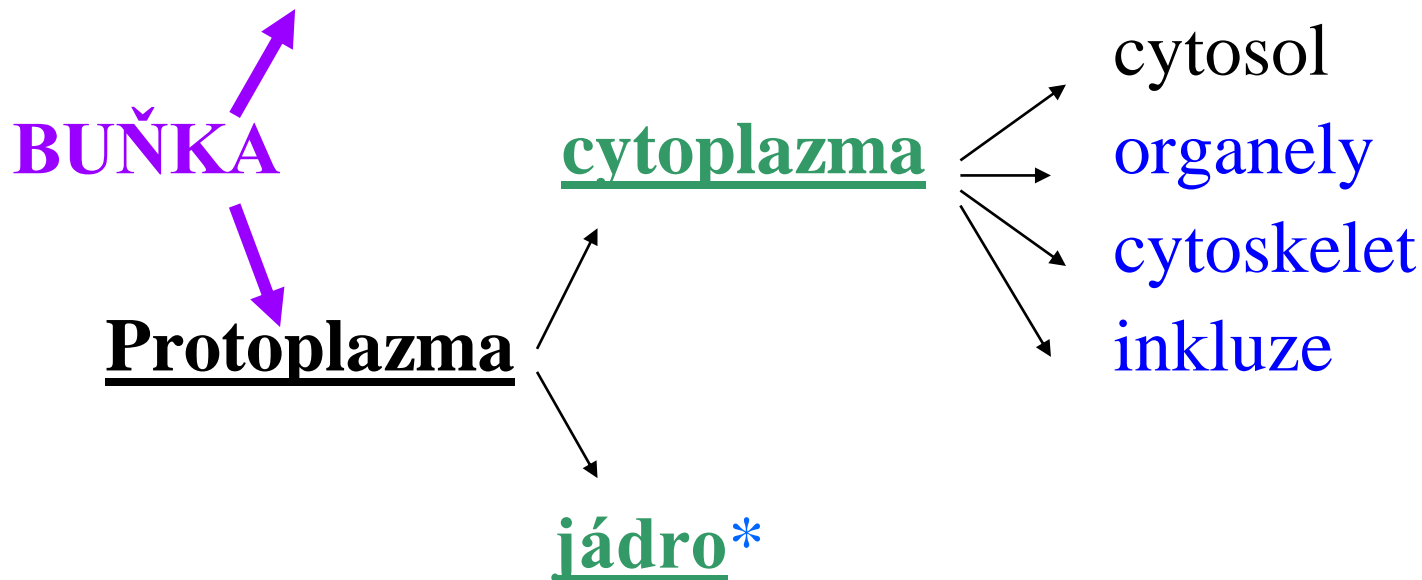 cytosol
BUŇKA
cytoplazma
organely
cytoskelet
Protoplazma
inkluze
jádro*